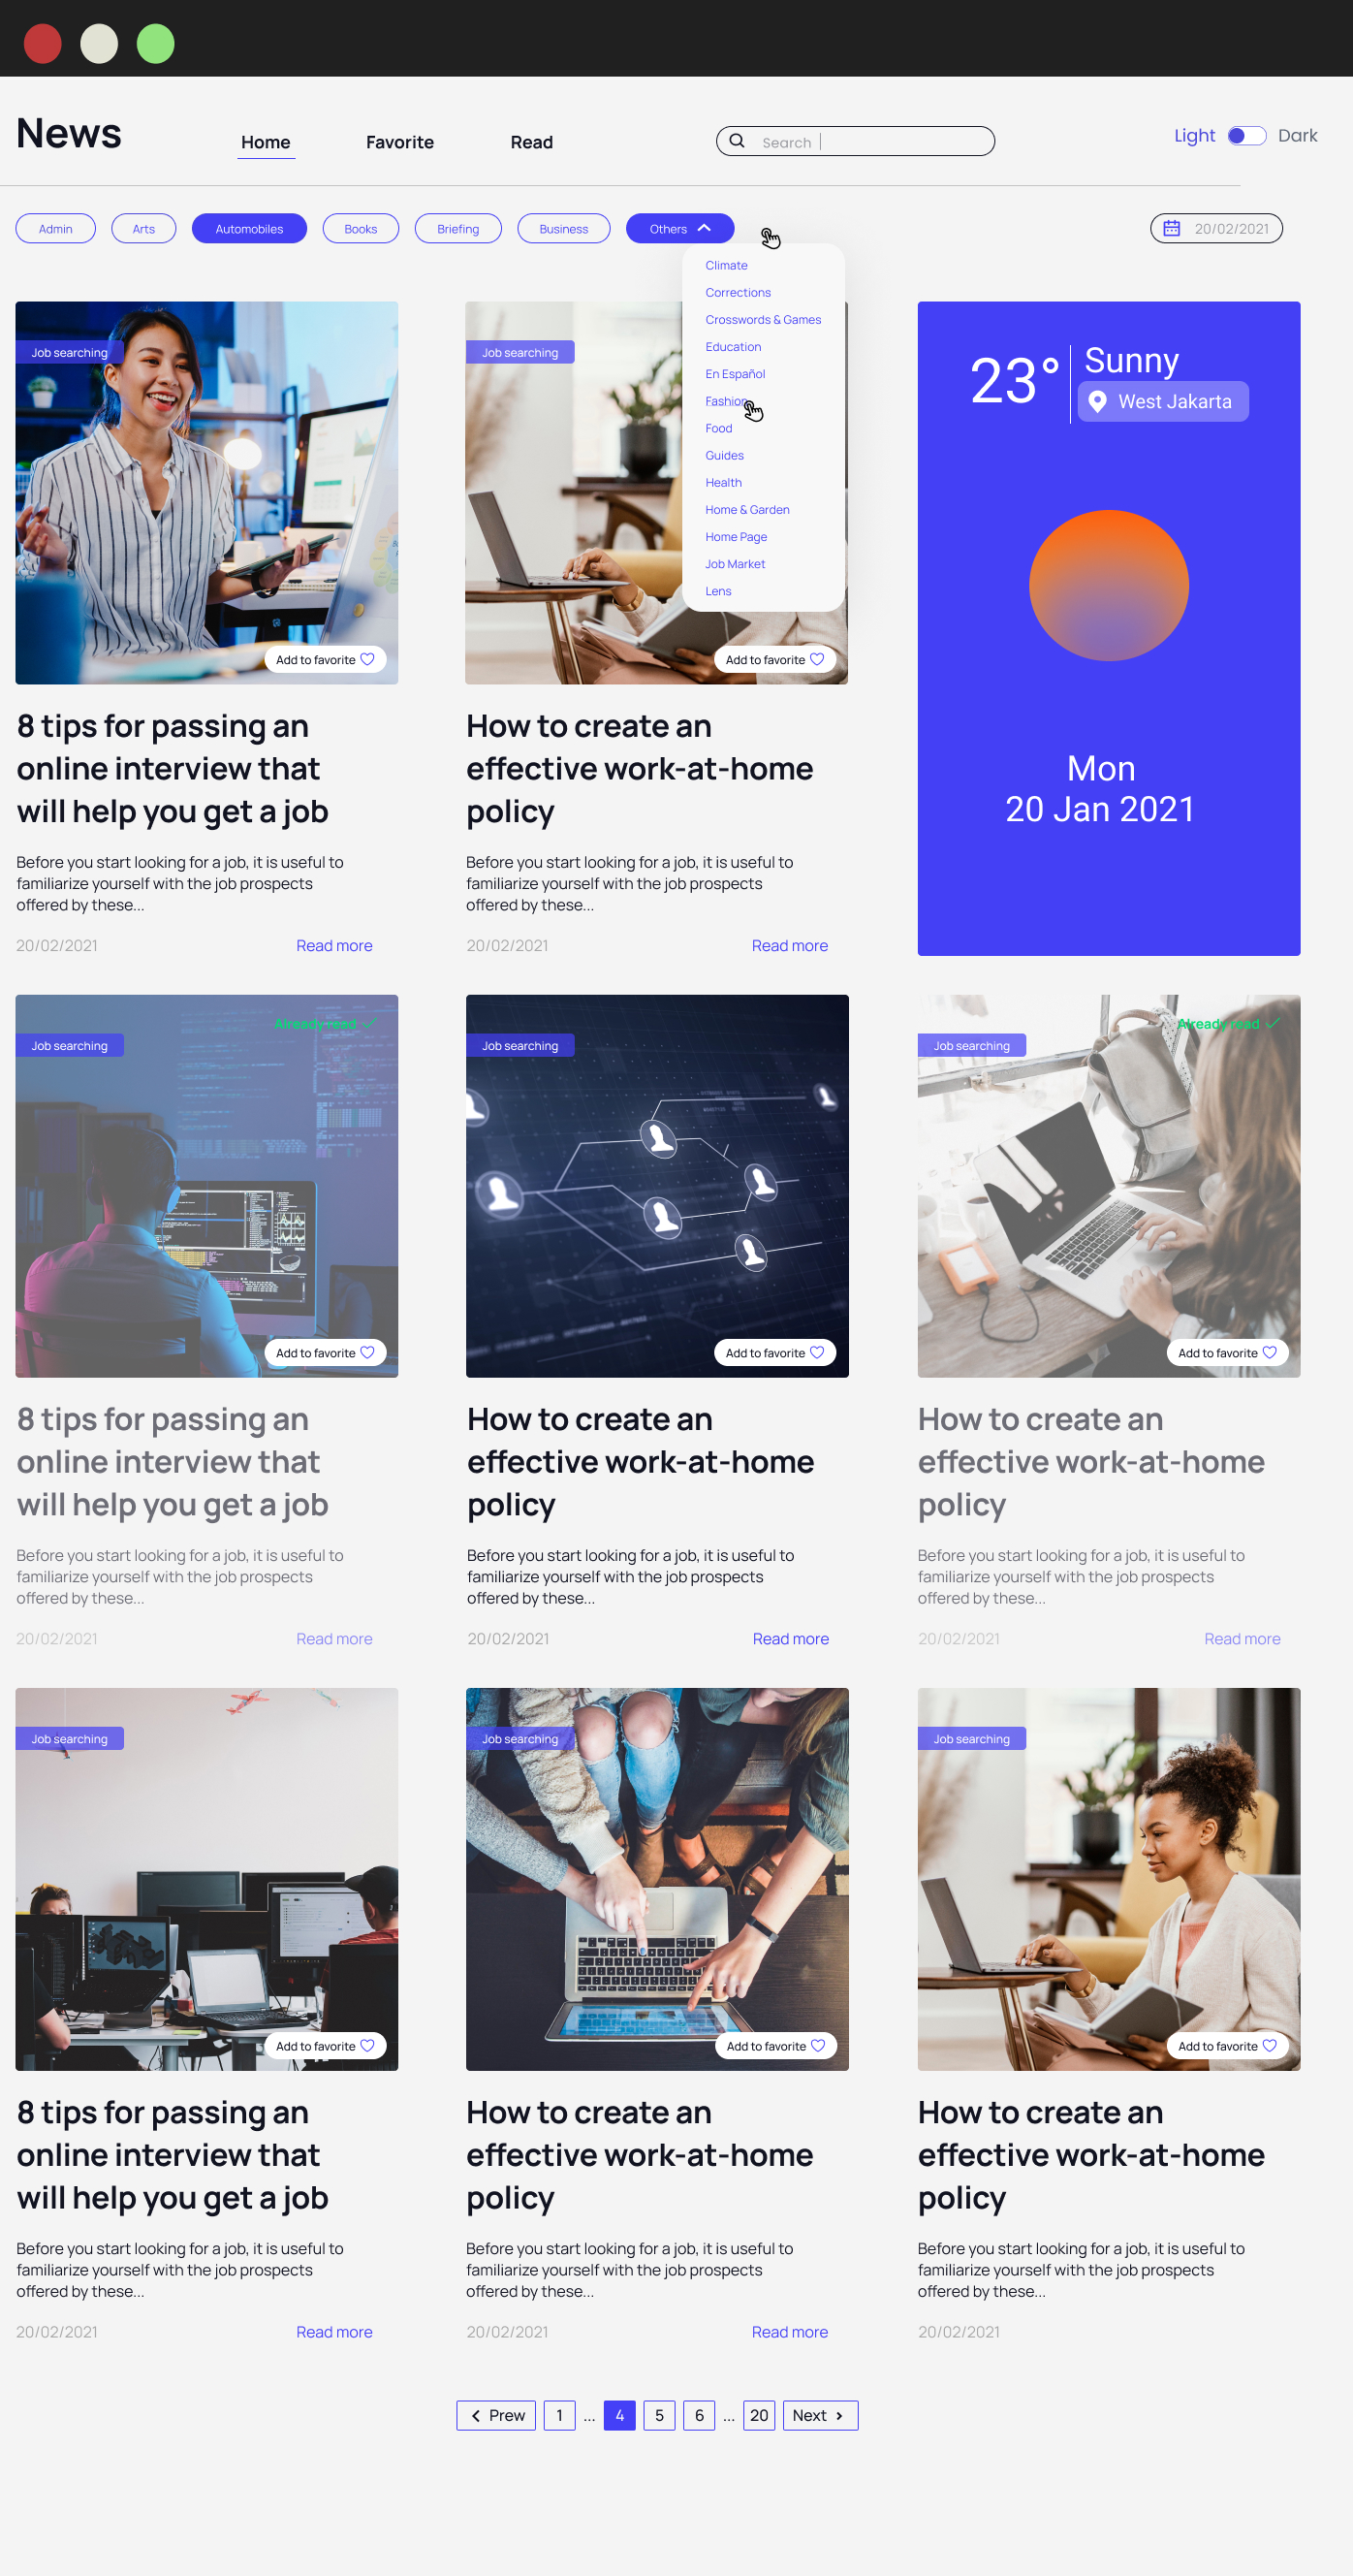 News
Home Favorite Read
Search
Light Dark
Admin Arts Automobiles Books Briefing Business Others
20/02/2021
Climate
Corrections
Crosswords & Games
Education
En Español
Fashion
Food
Guides
Health
Home & Garden
Home Page
Job Market
Lens
Job searching
Add to favorite
8 tips for passing an
online interview that
will help you get a job
Before you start looking for a job, it is useful to
familiarize yourself with the job prospects
offered by these...
20/02/2021 Read more
Job searching
Add to favorite
How to create an
effective work-at-home
policy
Before you start looking for a job, it is useful to
familiarize yourself with the job prospects
offered by these...
20/02/2021 Read more
23°
Sunny
West Jakarta
Mon
20 Jan 2021
Already read
Job searching
Add to favorite
8 tips for passing an
online interview that
will help you get a job
Before you start looking for a job, it is useful to
familiarize yourself with the job prospects
offered by these...
20/02/2021 Read more
Job searching
Add to favorite
How to create an
effective work-at-home
policy
Before you start looking for a job, it is useful to
familiarize yourself with the job prospects
offered by these...
20/02/2021 Read more
Already read
Job searching
Add to favorite
How to create an
effective work-at-home
policy
Before you start looking for a job, it is useful to
familiarize yourself with the job prospects
offered by these...
20/02/2021 Read more
Job searching
Add to favorite
8 tips for passing an
online interview that
will help you get a job
Before you start looking for a job, it is useful to
familiarize yourself with the job prospects
offered by these...
20/02/2021 Read more
Job searching
Add to favorite
How to create an
effective work-at-home
policy
Before you start looking for a job, it is useful to
familiarize yourself with the job prospects
offered by these...
20/02/2021 Read more
Job searching
Add to favorite
How to create an
effective work-at-home
policy
Before you start looking for a job, it is useful to
familiarize yourself with the job prospects
offered by these...
20/02/2021
Prew 1 ... 4 5 6 ... 20 Next